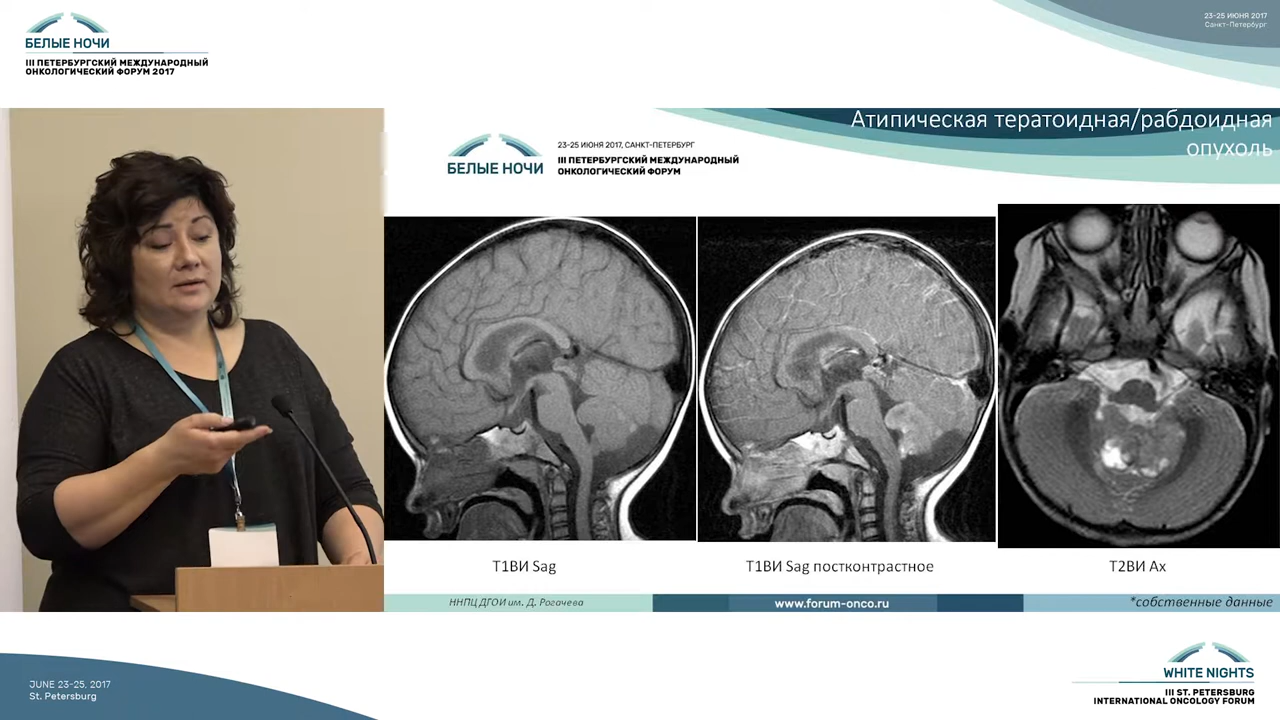 БЕЛЫЕ НОЧИ
III ПЕТЕРБУРГСКИЙ МЕЖДУНАРОДНЫЙ
ОНКОЛОГИЧЕСКИЙ ФОРУМ 2017
23-25 ИЮНЯ 2017
Санкт-Петербург
Атипическая тератоидная/рабдоидная
опухоль
БЕЛЫЕ НОЧИ
23-25 ИЮНЯ 2017, САНКТ-ПЕТЕРБУРГ
III ПЕТЕРБУРГСКИЙ МЕЖДУНАРОДНЫЙ
ОНКОЛОГИЧЕСКИЙ ФОРУМ
Т1ВИ Sag
Т1ВИ Sag постконтрастное
Т2ВИ Ax
ННПЦ ДГОИ им. Д. Рогачева
www.forum-onco.ru
*собственные данные
JUNE 23-25, 2017
St. Petersburg
WHITE NIGHTS
III ST. PETERSBURG
INTERNATIONAL ONCOLOGY FORUM